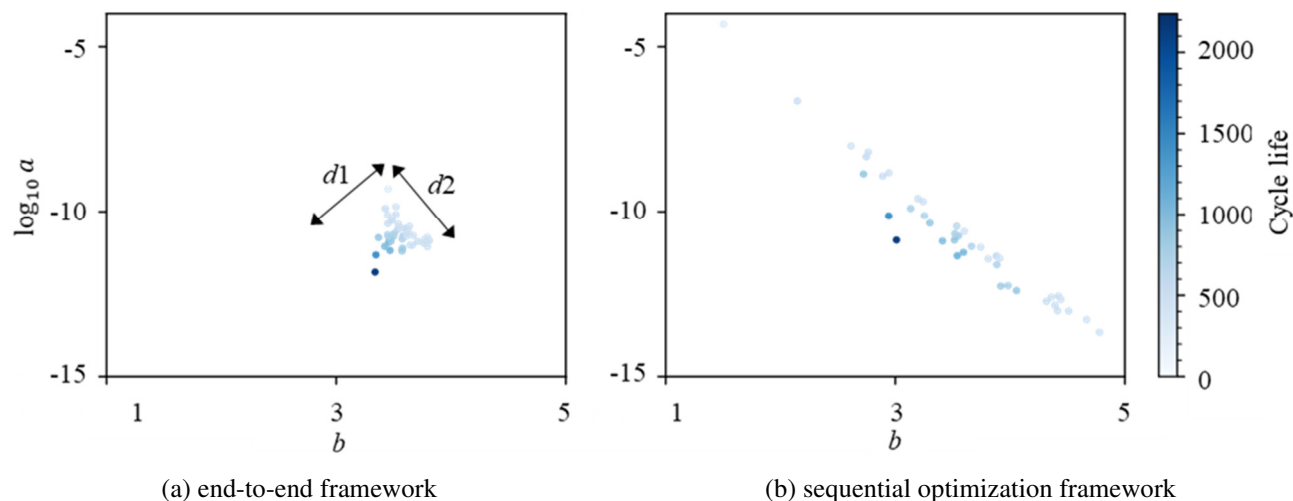 -5
-10
-15
log₁₀ a
d1
d2
1
3
5
b
-5
-10
-15
1
3
5
b
2000
1500
1000
500
0
Cycle life
(a) end-to-end framework
(b) sequential optimization framework